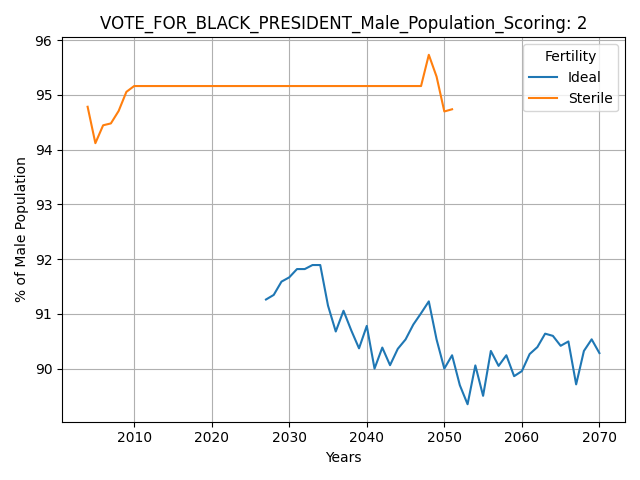 VOTE_FOR_BLACK_PRESIDENT_Male_Population_Scoring: 2
96
95
94
93
92
91
90
% of Male Population
Fertility
Ideal
Sterile
2010 2020 2030 2040 2050 2060 2070
Years